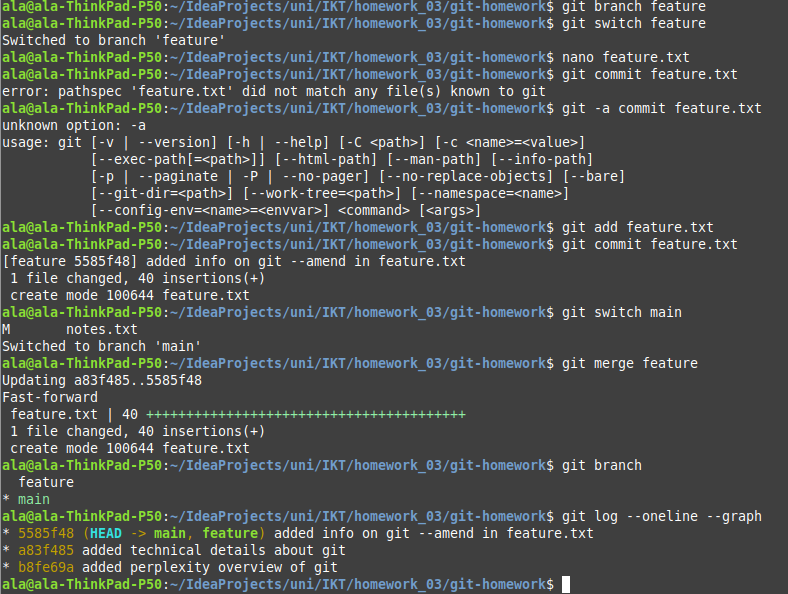 ala@ala-ThinkPad-P50:~/IdeaProjects/uni/IKT/homework_03/git-homework$ git branch feature
ala@ala-ThinkPad-P50:~/IdeaProjects/uni/IKT/homework_03/git-homework$ git switch feature
Switched to branch 'feature'
ala@ala-ThinkPad-P50:~/IdeaProjects/uni/IKT/homework_03/git-homework$ nano feature.txt
ala@ala-ThinkPad-P50:~/IdeaProjects/uni/IKT/homework_03/git-homework$ git commit feature.txt
error: pathspec 'feature.txt' did not match any file(s) known to git
ala@ala-ThinkPad-P50:~/IdeaProjects/uni/IKT/homework_03/git-homework$ git -a commit feature.txt
unknown option: -a
usage: git [-v | --version] [-h | --help] [-C <path>] [-c <name>=<value>]
           [--exec-path[=<path>]] [--html-path] [--man-path] [--info-path]
           [-p | --paginate | -P | --no-pager] [--no-replace-objects] [--bare]
           [--git-dir=<path>] [--work-tree=<path>] [--namespace=<name>]
           [--config-env=<name>=<envvar>] <command> [<args>]
ala@ala-ThinkPad-P50:~/IdeaProjects/uni/IKT/homework_03/git-homework$ git add feature.txt
ala@ala-ThinkPad-P50:~/IdeaProjects/uni/IKT/homework_03/git-homework$ git commit feature.txt
[feature 5585f48] added info on git --amend in feature.txt
 1 file changed, 40 insertions(+)
 create mode 100644 feature.txt
ala@ala-ThinkPad-P50:~/IdeaProjects/uni/IKT/homework_03/git-homework$ git switch main
M       notes.txt
Switched to branch 'main'
ala@ala-ThinkPad-P50:~/IdeaProjects/uni/IKT/homework_03/git-homework$ git merge feature
Updating a83f485..5585f48
Fast-forward
 feature.txt | 40 ++++++++++++++++++++++++++++++++++++++++
 1 file changed, 40 insertions(+)
 create mode 100644 feature.txt
ala@ala-ThinkPad-P50:~/IdeaProjects/uni/IKT/homework_03/git-homework$ git branch
  feature
* main
ala@ala-ThinkPad-P50:~/IdeaProjects/uni/IKT/homework_03/git-homework$ git log --oneline --graph
* 5585f48 (HEAD -> main, feature) added info on git --amend in feature.txt
* a83f485 added technical details about git
* b8fe69a added perplexity overview of git
ala@ala-ThinkPad-P50:~/IdeaProjects/uni/IKT/homework_03/git-homework$